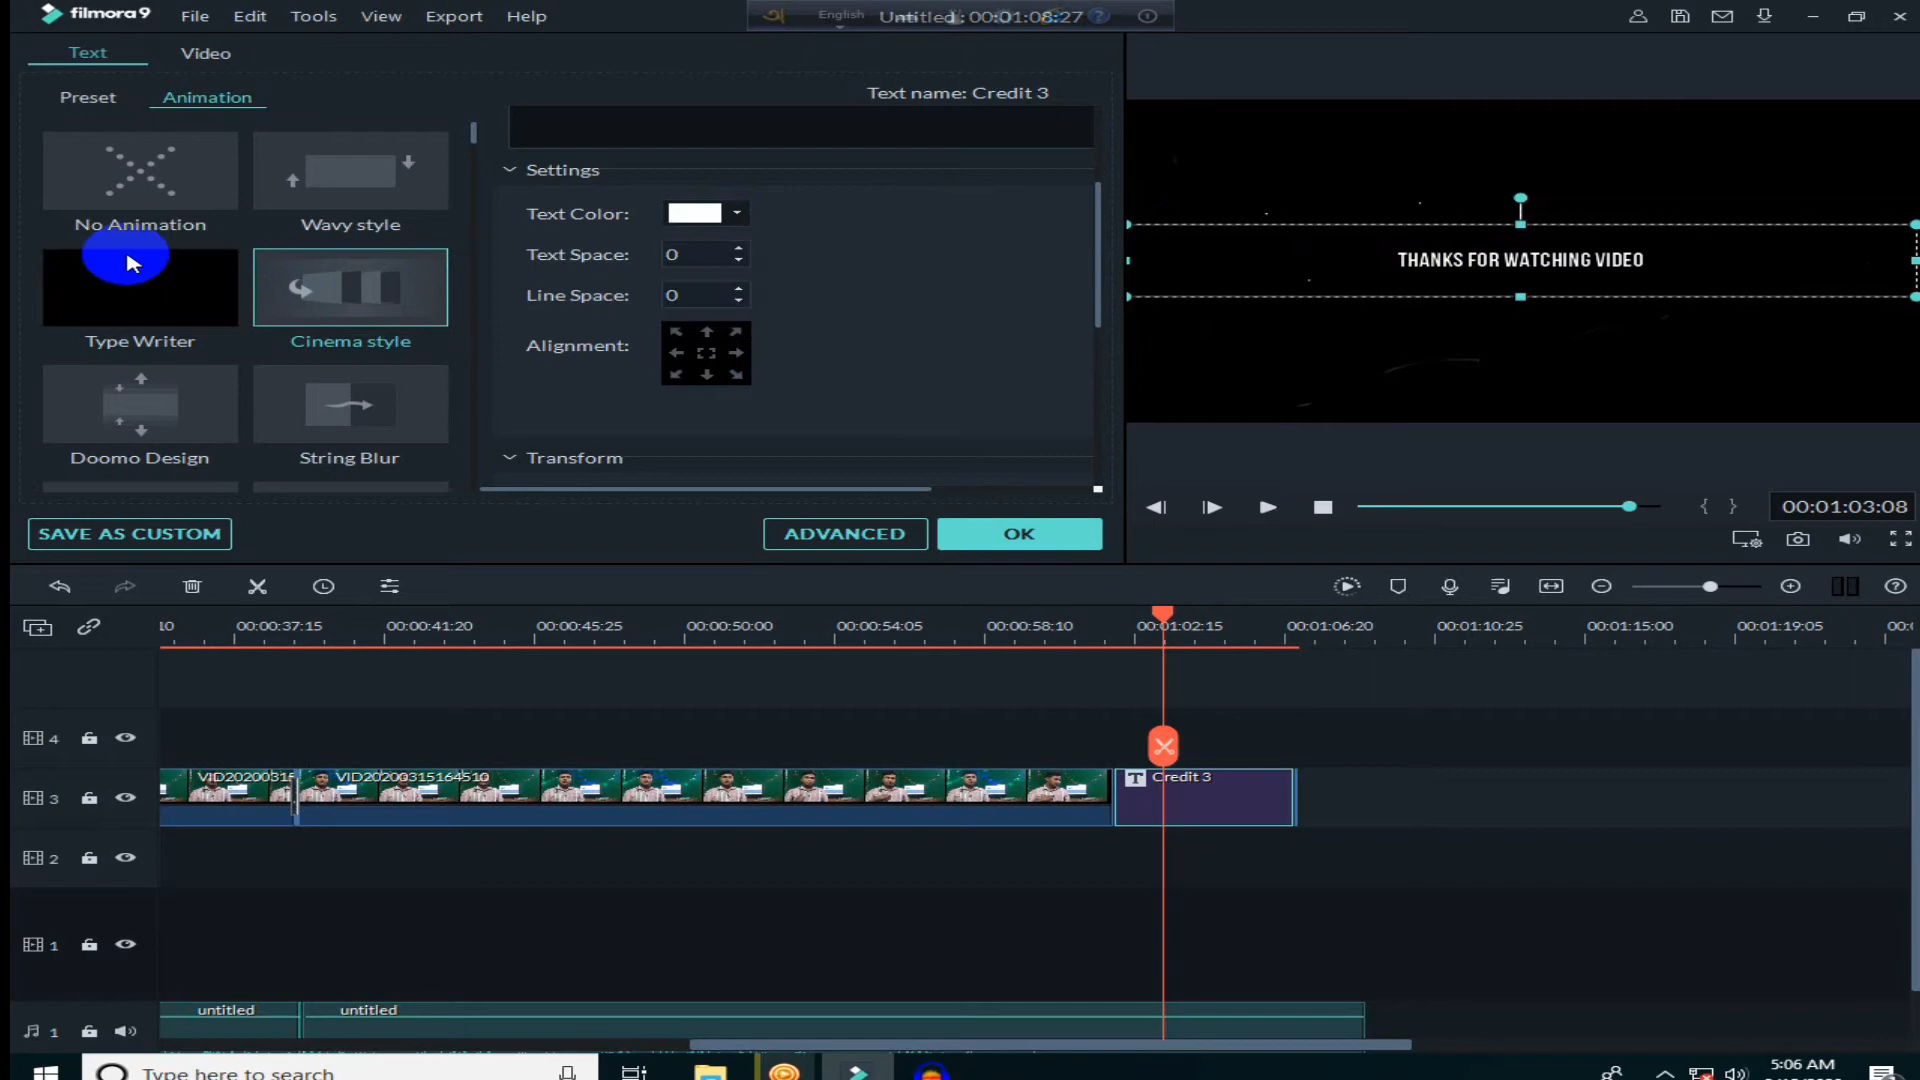 filmora9 File Edit Tools View Export Help
English Untitled : 00:01:08:27
Text Video
Preset Animation
Text name: Credit 3
Settings
No Animation Wavy style
Text Color:
Text Space: 0
Line Space: 0
Alignment:
Type Writer Cinema style
Doomo Design String Blur
Transform
THANKS FOR WATCHING VIDEO
SAVE AS CUSTOM ADVANCED OK
00:01:03:08
10 00:00:37:15 00:00:41:20 00:00:45:25 00:00:50:00 00:00:54:05 00:00:58:10 00:01:02:15 00:01:06:20 00:01:10:25 00:01:15:00 00:01:19:05 00:
4
VID2020031 VID20200315164510 T Credit 3
3
2
1
untitled untitled
1
Type here to search
5:06 AM